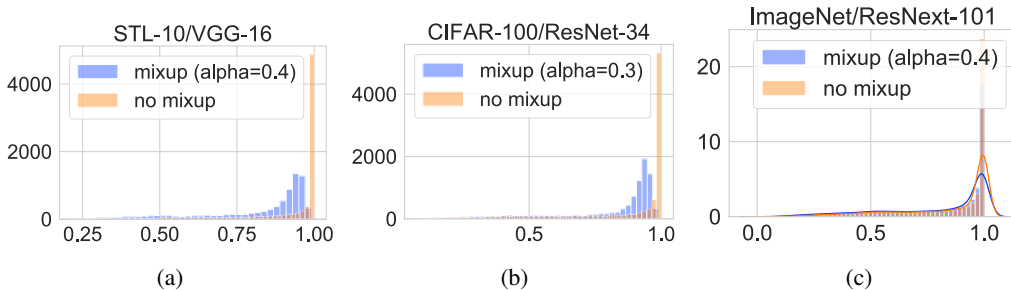 STL-10/VGG-16
mixup (alpha=0.4)
no mixup
4000
2000
0
0.25 0.50 0.75 1.00
(a)
CIFAR-100/ResNet-34
mixup (alpha=0.3)
no mixup
4000
2000
0
0.5 1.0
(b)
ImageNet/ResNext-101
mixup (alpha=0.4)
no mixup
20
10
0
0.0 0.5 1.0
(c)